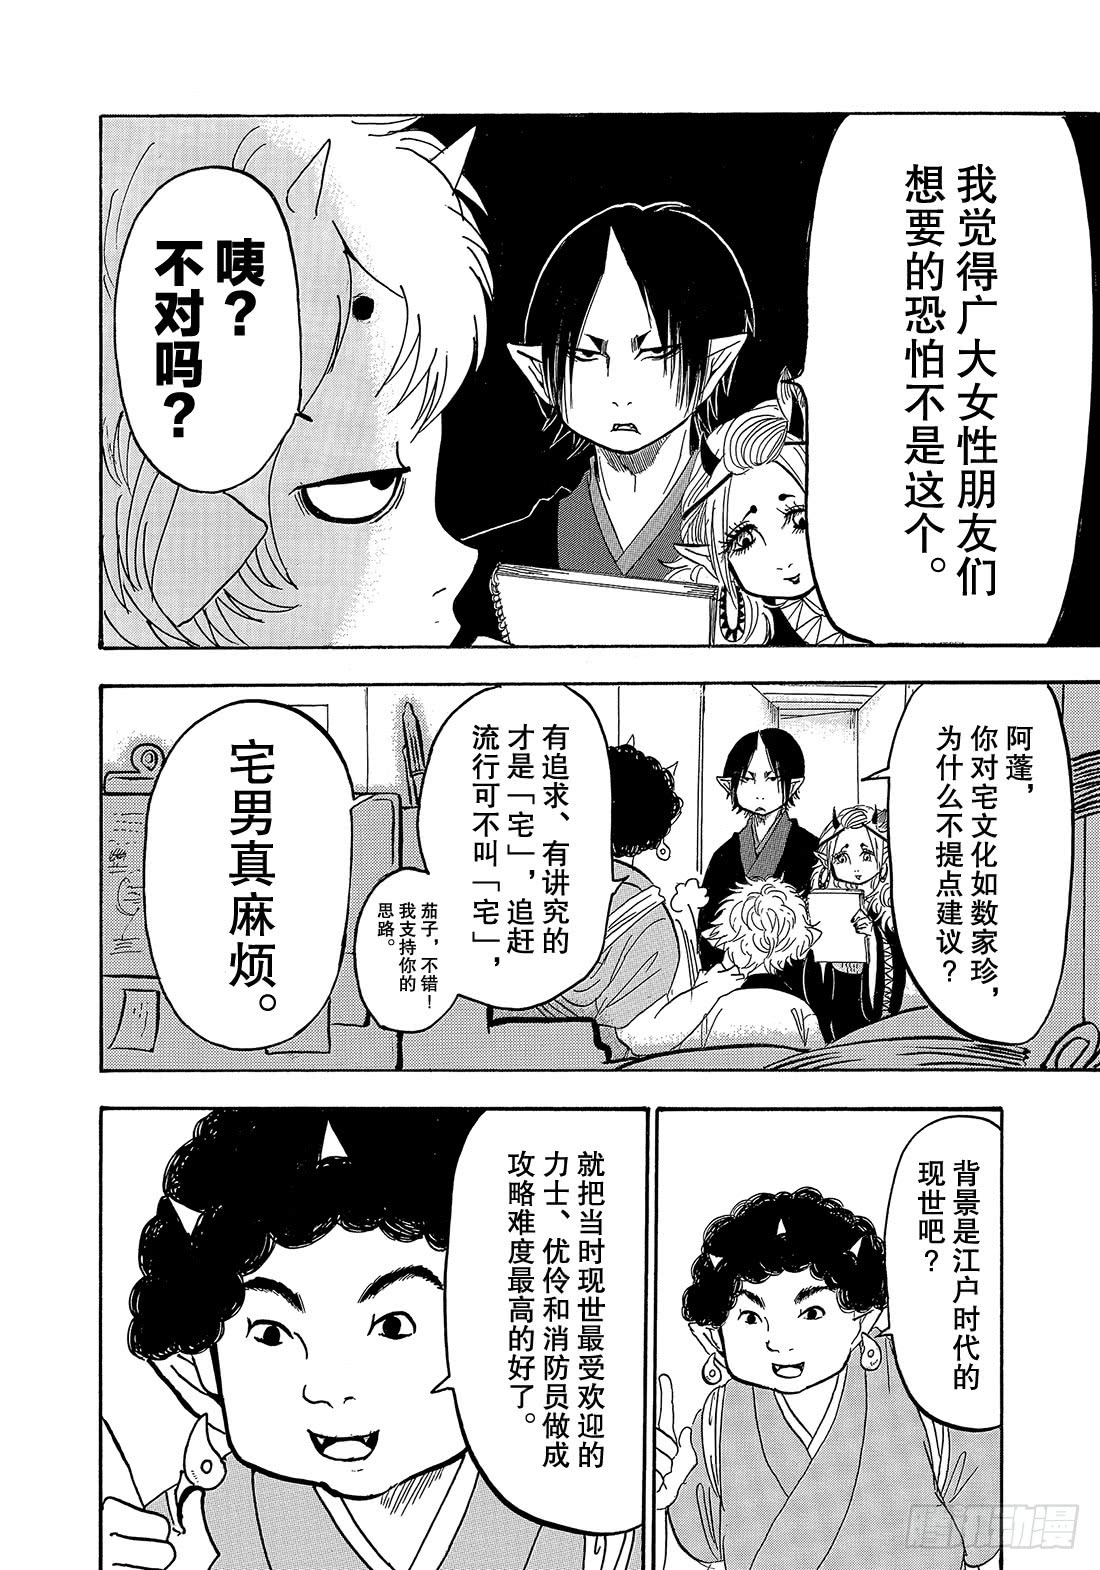 我觉得广大女性朋友们
想要的恐怕不是这个。
咦？
不对吗？
阿蓬，
你对宅文化如数家珍，
为什么不提点建议？
有追求、有讲究的
才是「宅」，追赶
流行可不叫「宅」，
茄子，不错！
我支持你的
思路。
宅男真麻烦。
背景是江户时代的
现世吧？
就把当时现世最受欢迎的
力士、优伶和消防员做成
攻略难度最高的好了。
腾讯动漫